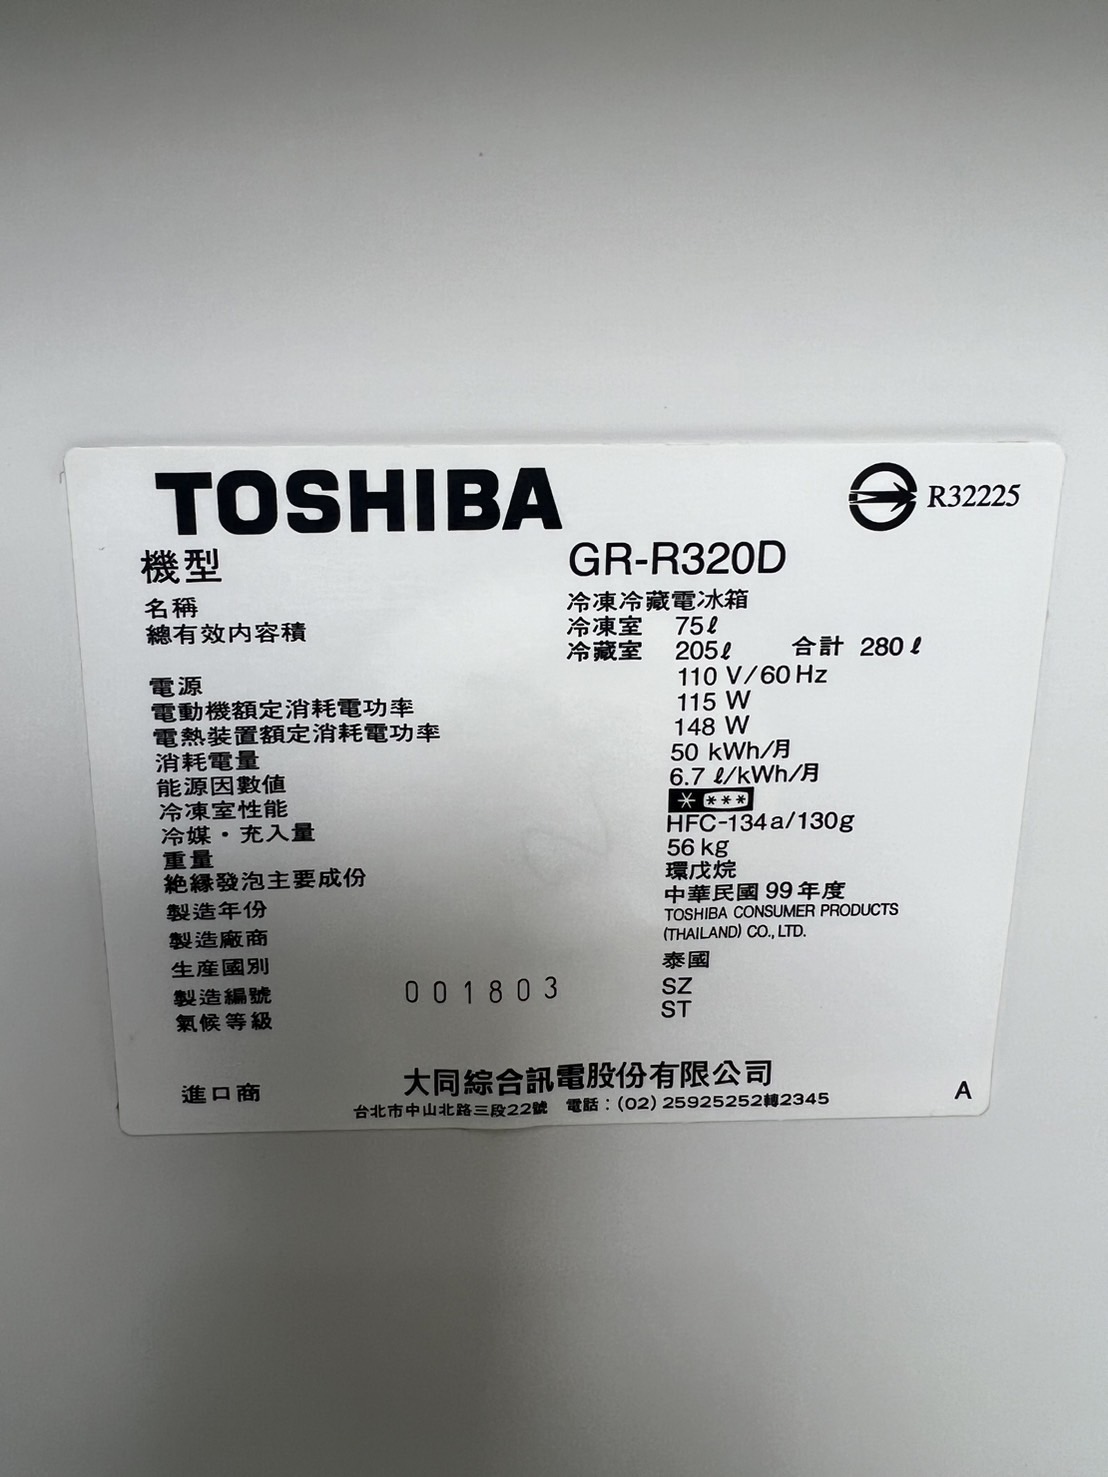 TOSHIBA R32225
機型 GR-R320D
名稱 冷凍冷藏電冰箱
總有效内容積 冷凍室 75ℓ
冷藏室 205ℓ 合計 280ℓ
電源 110 V/60 Hz
電動機額定消耗電功率 115 W
電熱裝置額定消耗電功率 148 W
消耗電量 50 kWh/月
能源因數值 6.7 ℓ/kWh/月
冷凍室性能 * ***
冷媒・充入量 HFC-134a/130g
重量 56 kg
絶緣發泡主要成份 環戊烷
製造年份 中華民國 99 年度
製造廠商 TOSHIBA CONSUMER PRODUCTS
(THAILAND) CO., LTD.
生産國別 泰國
製造編號 001803 SZ
氣候等級 ST
進口商 大同綜合訊電股份有限公司
台北市中山北路三段22號 電話：(02) 25925252轉2345
A